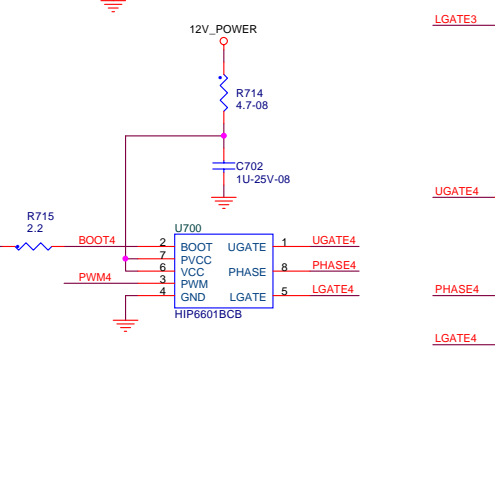 LGATE3
12V_POWER
R714
4.7-08
C702
1U-25V-08
UGATE4
R715
2.2
U700
BOOT4 2 BOOT UGATE 1 UGATE4
7 PVCC
6 VCC PHASE 8 PHASE4
PWM4 3 PWM
4 GND LGATE 5 LGATE4
PHASE4
HIP6601BCB
LGATE4